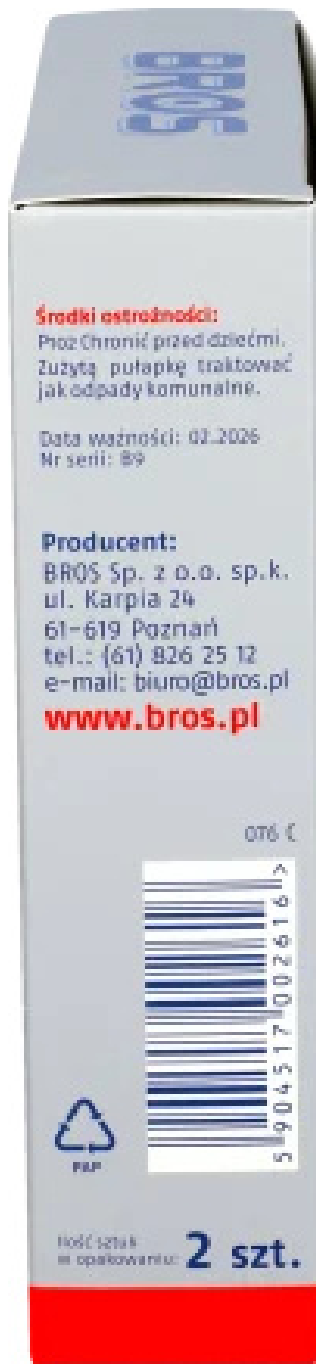 BROS
Środki ostrożności:
P102 Chronić przed dziećmi.
Zużytą pułapkę traktować
jak odpady komunalne.
Data ważności: 02.2026
Nr serii: B9
Producent:
BROS Sp. z o.o. sp.k.
ul. Karpia 24
61-619 Poznań
tel.: (61) 826 25 12
e-mail: biuro@bros.pl
www.bros.pl
076 C
5 904517 002616 >
PAP
Ilość sztuk
w opakowaniu: 2 szt.